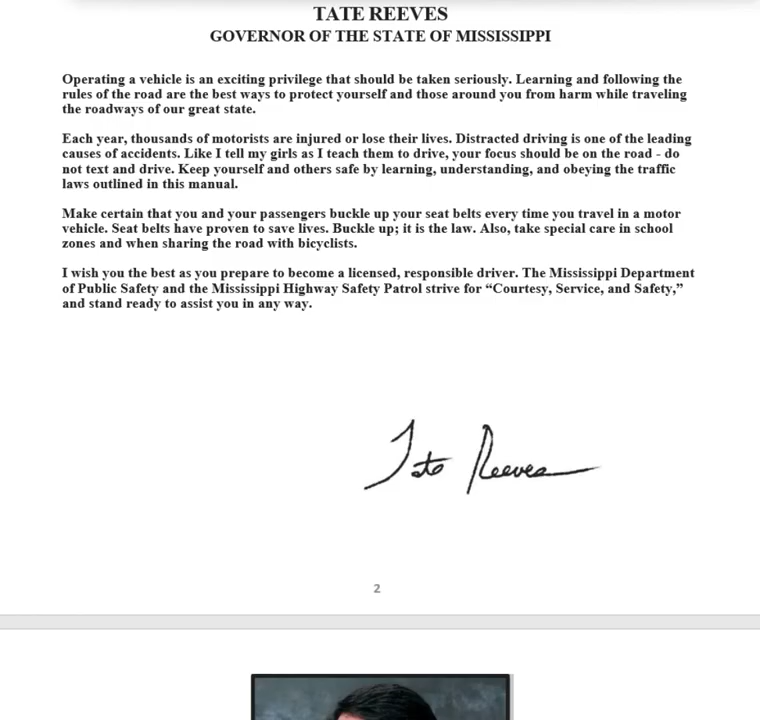 TATE REEVES
GOVERNOR OF THE STATE OF MISSISSIPPI
Operating a vehicle is an exciting privilege that should be taken seriously. Learning and following the
rules of the road are the best ways to protect yourself and those around you from harm while traveling
the roadways of our great state.
Each year, thousands of motorists are injured or lose their lives. Distracted driving is one of the leading
causes of accidents. Like I tell my girls as I teach them to drive, your focus should be on the road - do
not text and drive. Keep yourself and others safe by learning, understanding, and obeying the traffic
laws outlined in this manual.
Make certain that you and your passengers buckle up your seat belts every time you travel in a motor
vehicle. Seat belts have proven to save lives. Buckle up; it is the law. Also, take special care in school
zones and when sharing the road with bicyclists.
I wish you the best as you prepare to become a licensed, responsible driver. The Mississippi Department
of Public Safety and the Mississippi Highway Safety Patrol strive for “Courtesy, Service, and Safety,”
and stand ready to assist you in any way.
Tate Reeves
2